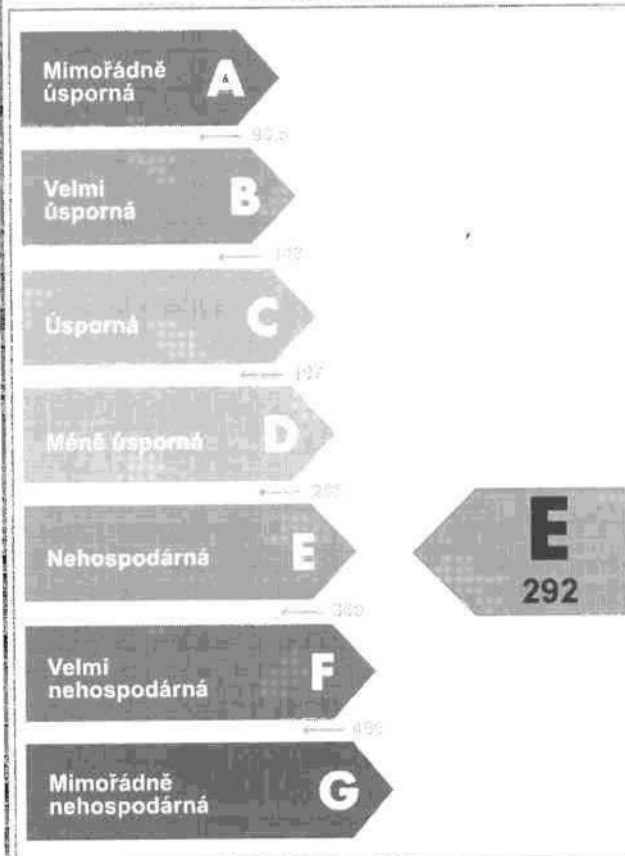 Mimořádně
úsporná
A
Velmi
úsporná
B
Úsporná
C
Méně úsporná
D
Nehospodárná
E
E
292
Velmi
nehospodárná
F
Mimořádně
nehospodárná
G